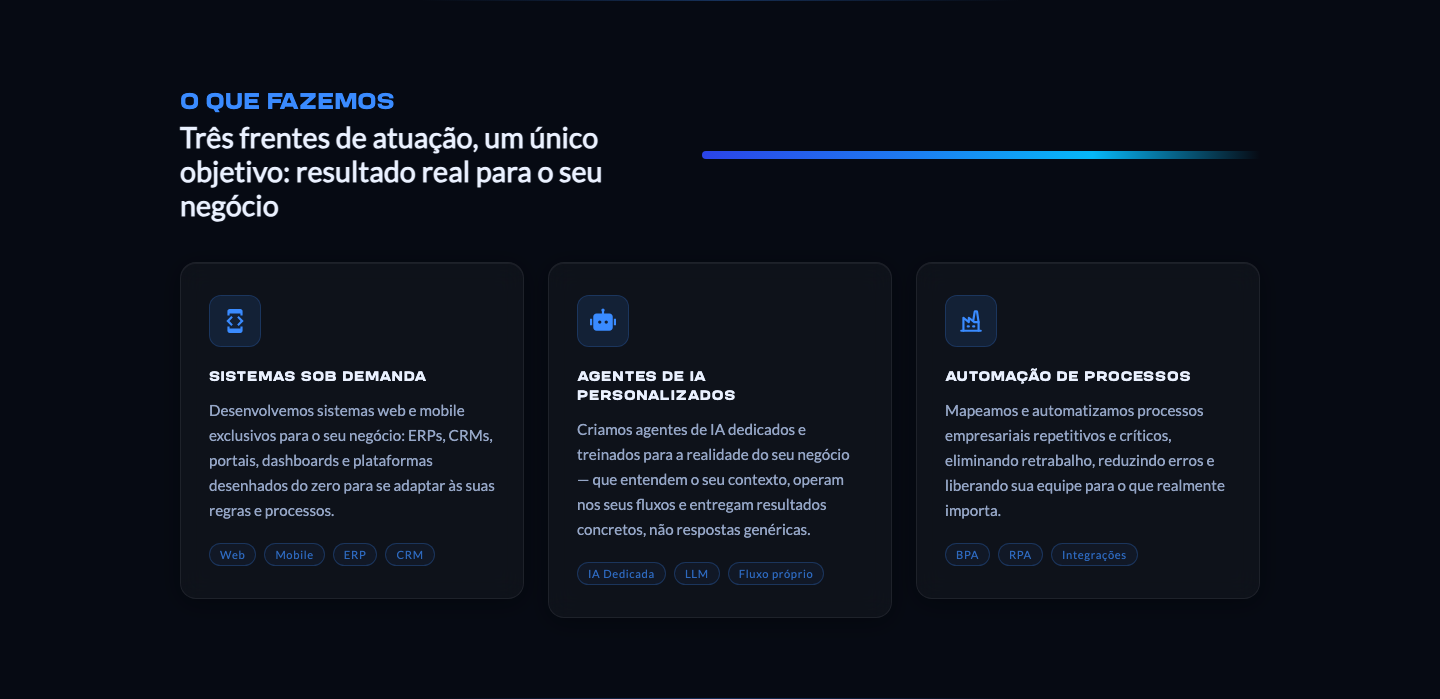 O QUE FAZEMOS
Três frentes de atuação, um único
objetivo: resultado real para o seu
negócio
SISTEMAS SOB DEMANDA
Desenvolvemos sistemas web e mobile
exclusivos para o seu negócio: ERPs, CRMs,
portais, dashboards e plataformas
desenhados do zero para se adaptar às suas
regras e processos.
Web Mobile ERP CRM
AGENTES DE IA
PERSONALIZADOS
Criamos agentes de IA dedicados e
treinados para a realidade do seu negócio
— que entendem o seu contexto, operam
nos seus fluxos e entregam resultados
concretos, não respostas genéricas.
IA Dedicada LLM Fluxo próprio
AUTOMAÇÃO DE PROCESSOS
Mapeamos e automatizamos processos
empresariais repetitivos e críticos,
eliminando retrabalho, reduzindo erros e
liberando sua equipe para o que realmente
importa.
BPA RPA Integrações